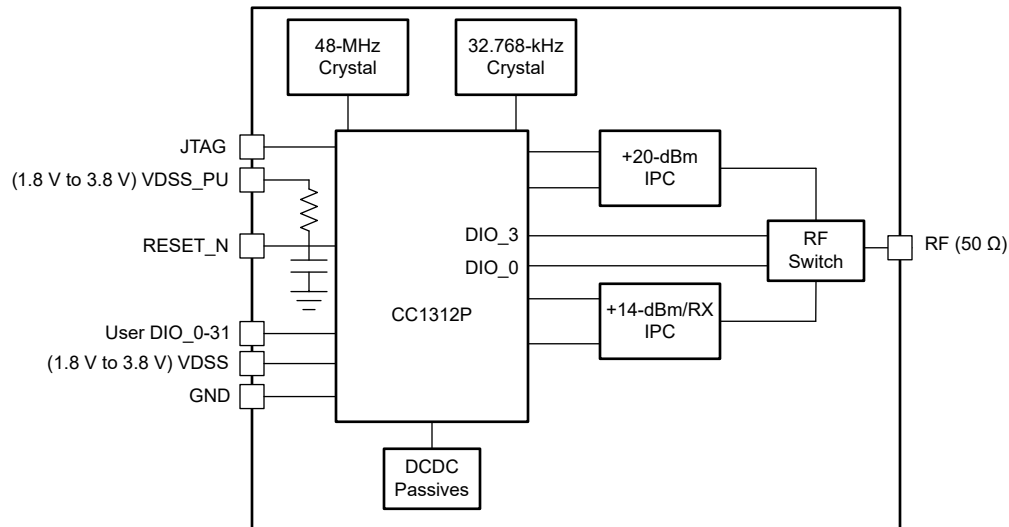 48-MHz
Crystal
32.768-kHz
Crystal
JTAG
(1.8 V to 3.8 V) VDSS_PU
RESET_N
User DIO_0-31
(1.8 V to 3.8 V) VDSS
GND
CC1312P
DIO_3
DIO_0
+20-dBm
IPC
RF
Switch
RF (50 Ω)
+14-dBm/RX
IPC
DCDC
Passives